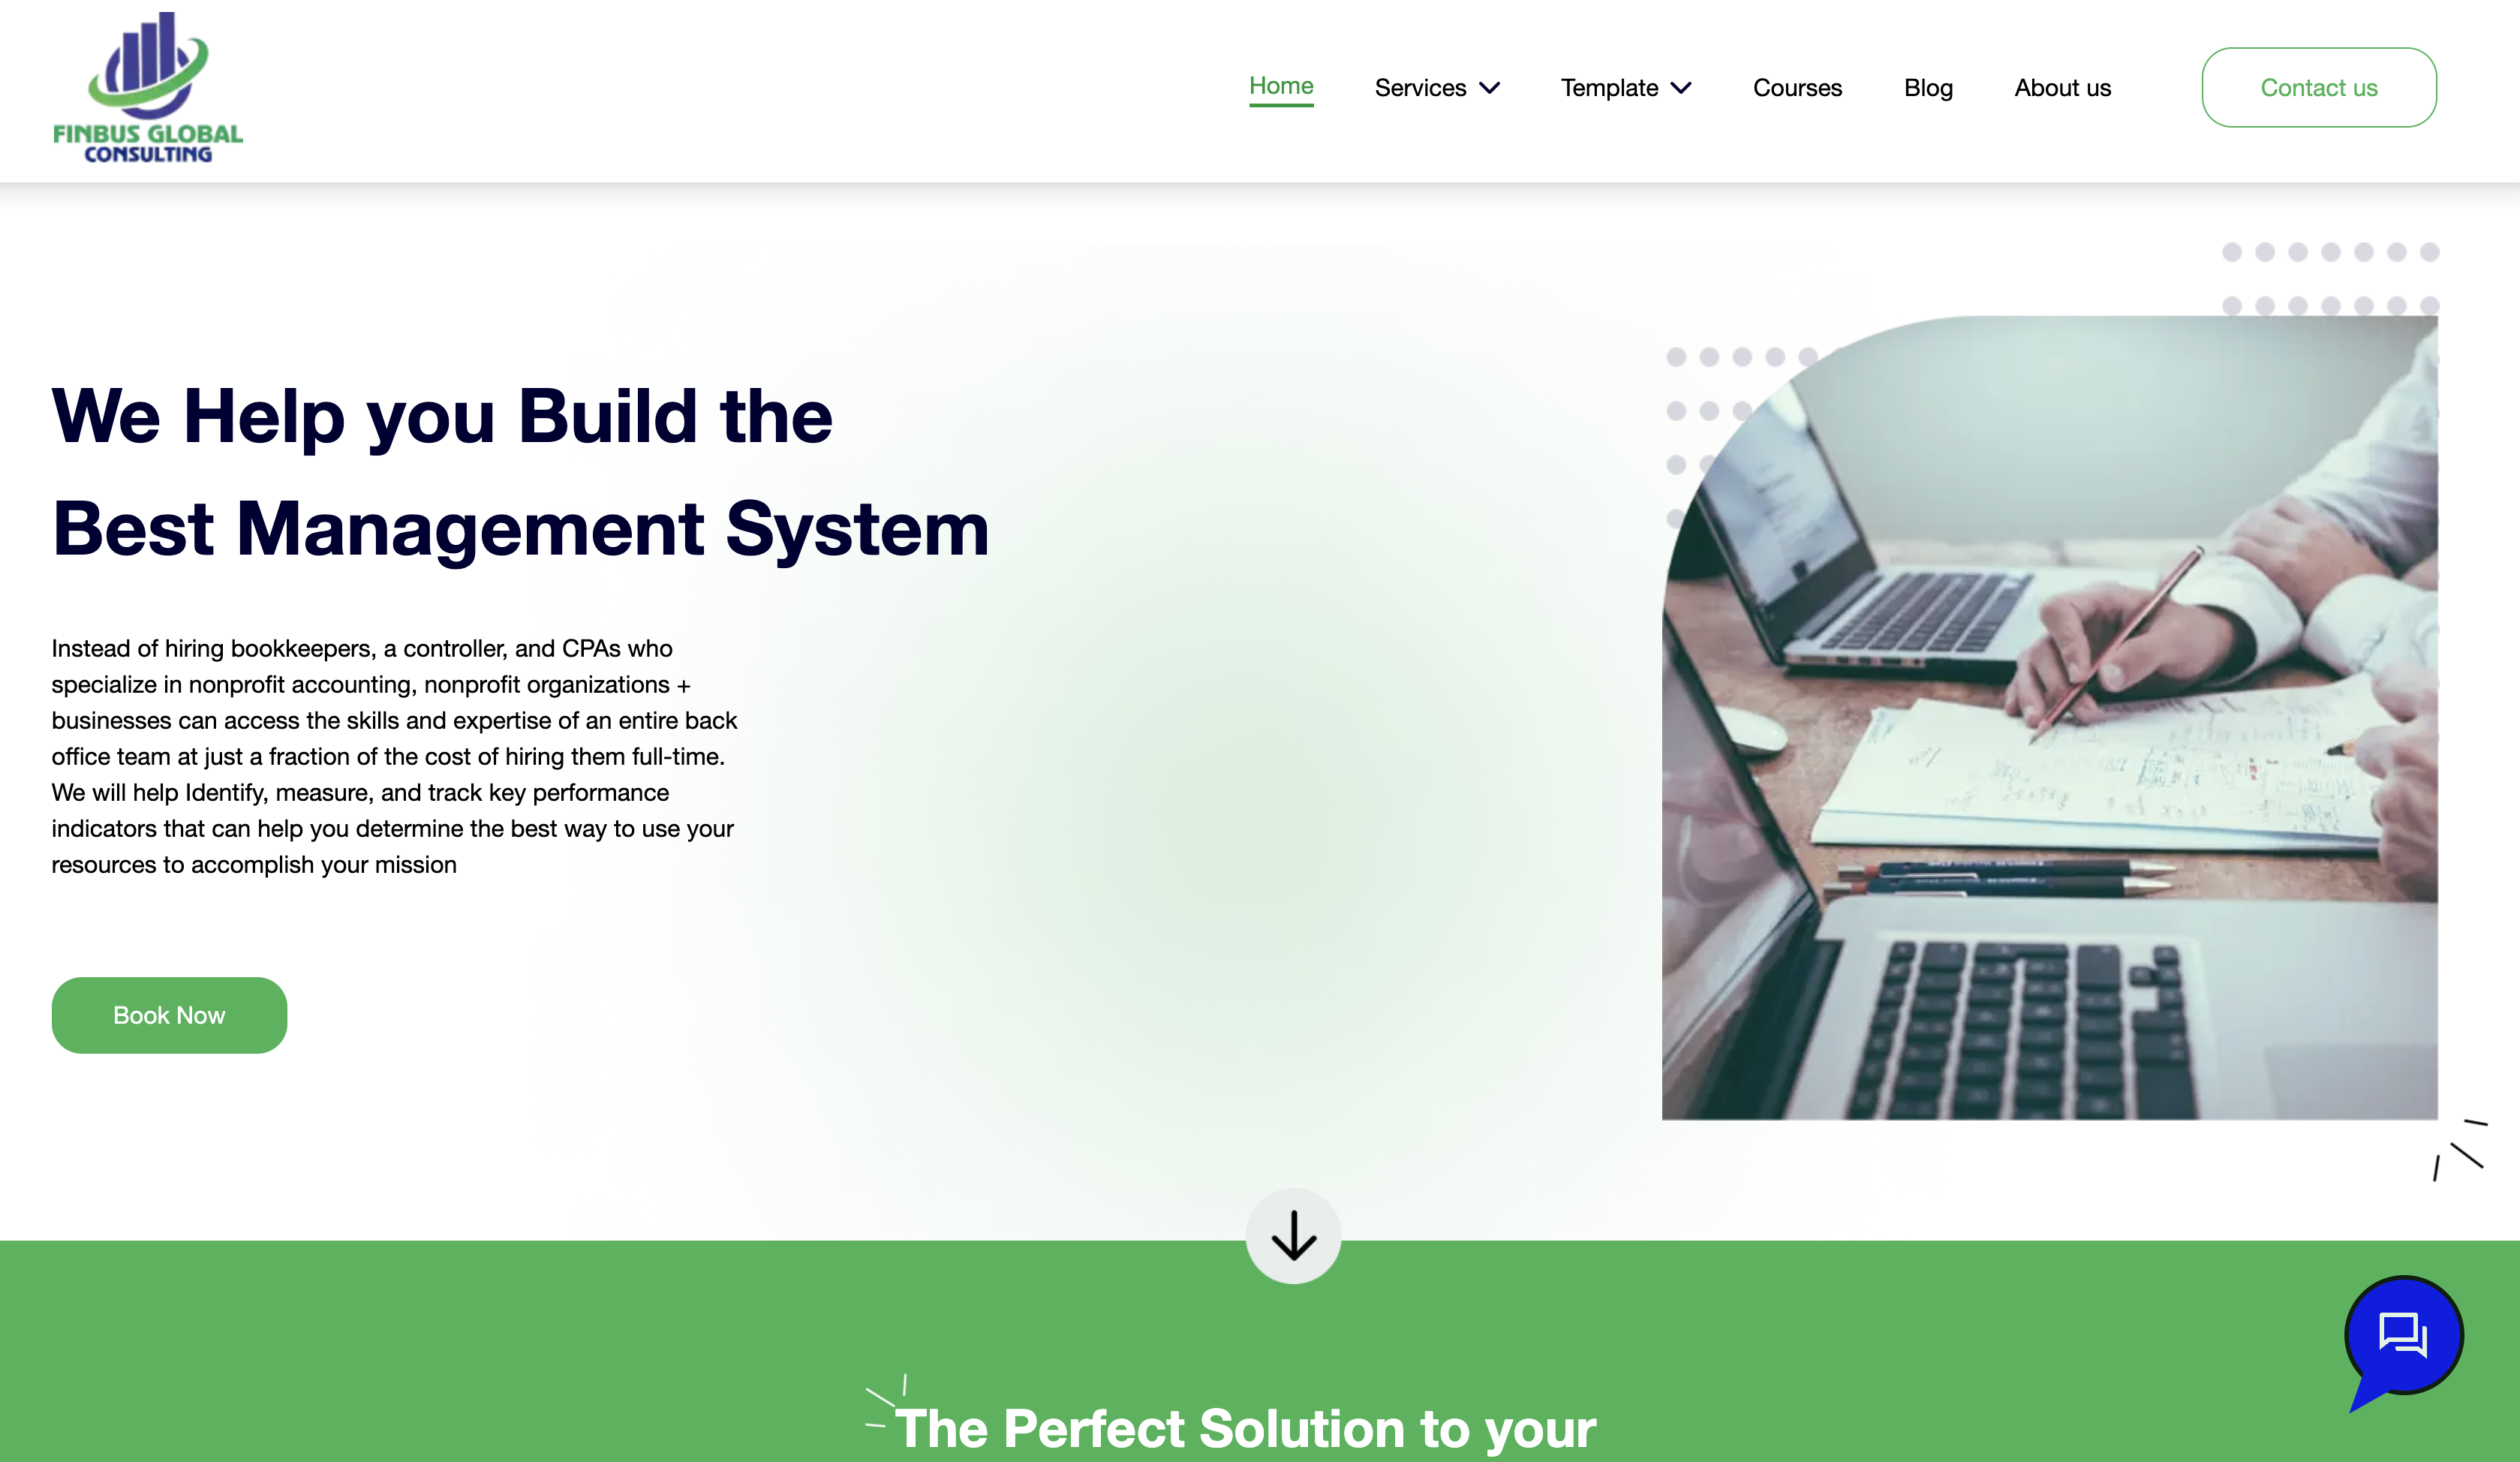 FINBUS GLOBAL
CONSULTING
Home
Services
Template
Courses
Blog
About us
Contact us
We Help you Build the
Best Management System
Instead of hiring bookkeepers, a controller, and CPAs who
specialize in nonprofit accounting, nonprofit organizations +
businesses can access the skills and expertise of an entire back
office team at just a fraction of the cost of hiring them full-time.
We will help Identify, measure, and track key performance
indicators that can help you determine the best way to use your
resources to accomplish your mission
Book Now
The Perfect Solution to your